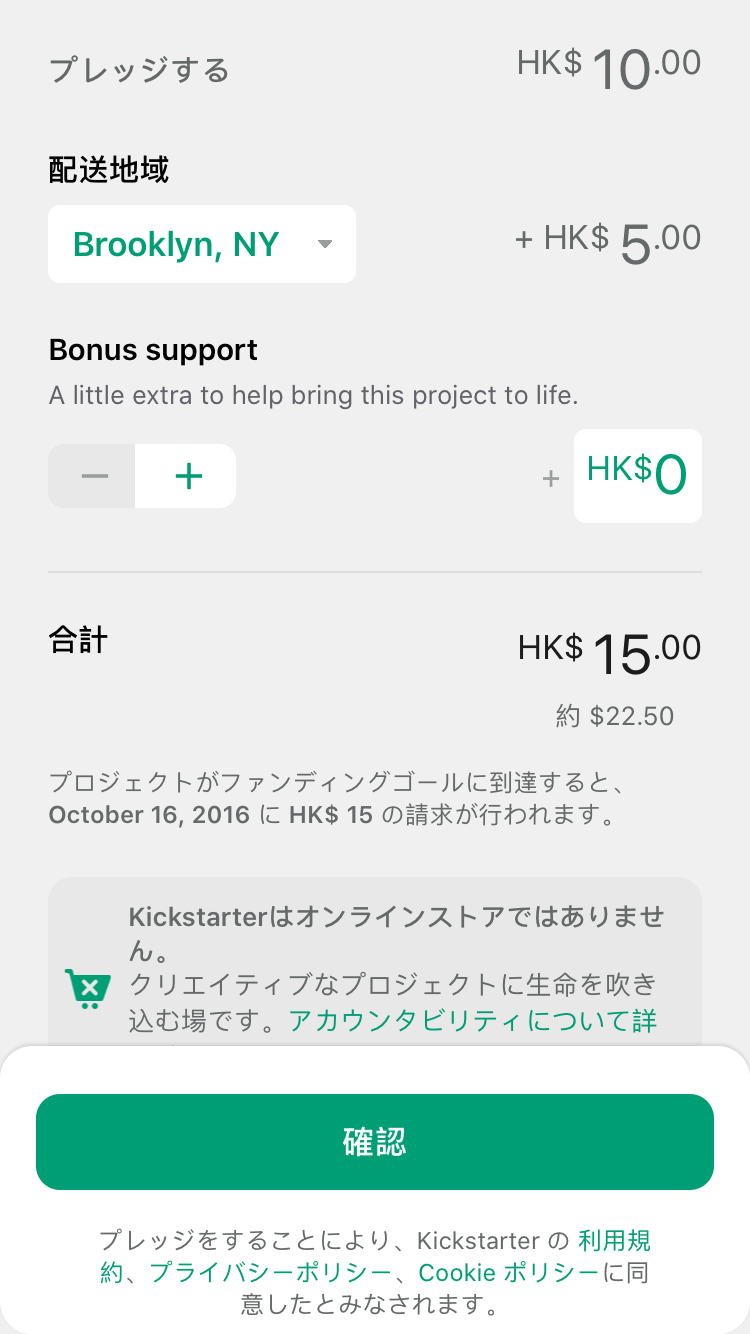 プレッジする HK$ 10.00
配送地域
Brooklyn, NY + HK$ 5.00
Bonus support
A little extra to help bring this project to life.
− + + HK$0
合計 HK$ 15.00
約 $22.50
プロジェクトがファンディングゴールに到達すると、
October 16, 2016 に HK$ 15 の請求が行われます。
Kickstarterはオンラインストアではありませ
ん。
クリエイティブなプロジェクトに生命を吹き
込む場です。アカウンタビリティについて詳
確認
プレッジをすることにより、Kickstarter の 利用規
約、プライバシーポリシー、Cookie ポリシーに同
意したとみなされます。